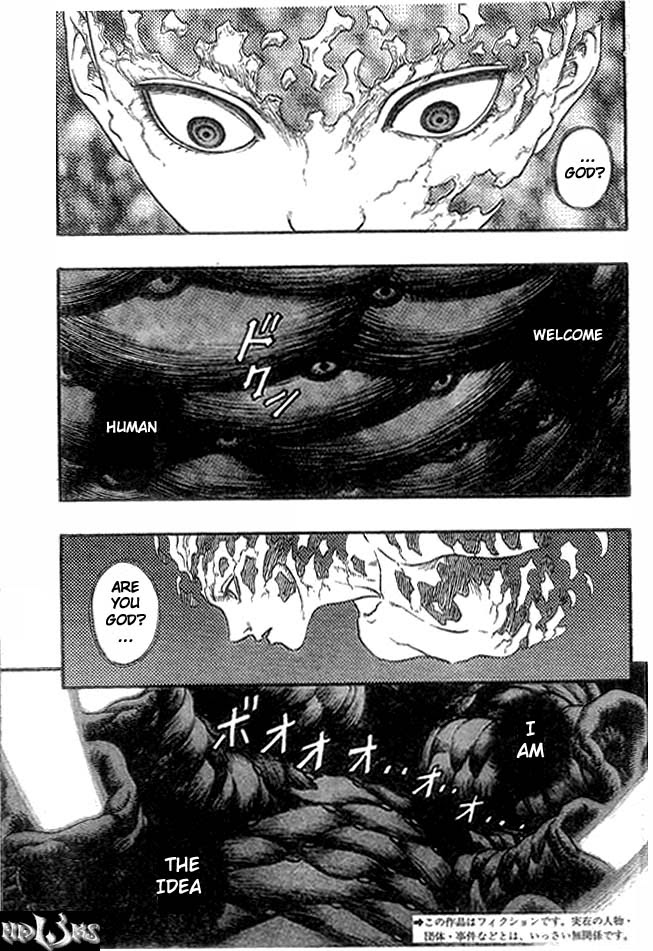 ...
GOD?
WELCOME
ドクン
HUMAN
ARE
YOU
GOD?
...
ボオオオ‥オ‥オ…
I
AM
THE
IDEA
➡この作品はフィクションです。実在の人物・
団体・事件などとは、いっさい無関係です。